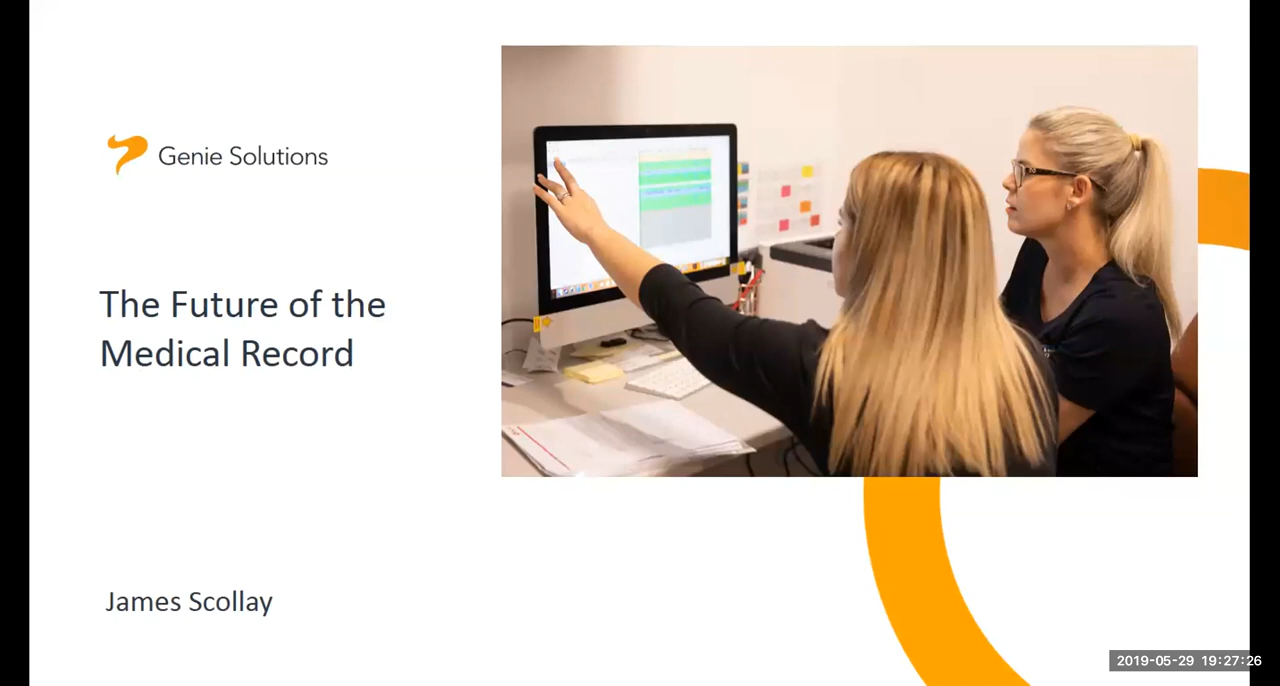 Genie Solutions
The Future of the
Medical Record
James Scollay
2019-05-29 19:27:26